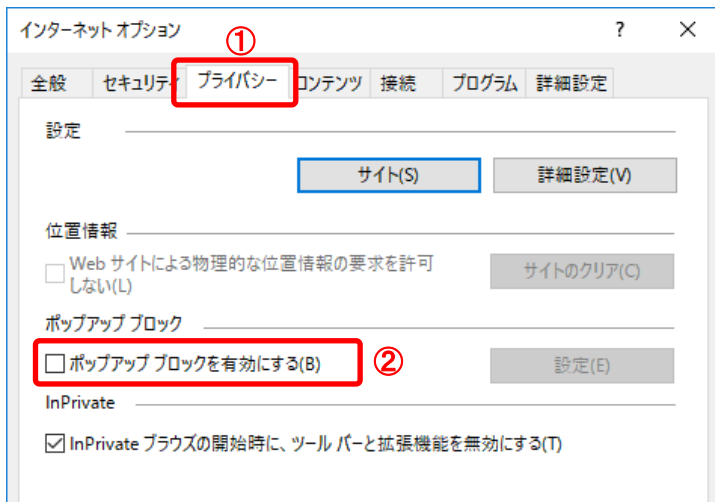 インターネット オプション ? ×
①
全般 セキュリティ プライバシー コンテンツ 接続 プログラム 詳細設定
設定
サイト(S) 詳細設定(V)
位置情報
Web サイトによる物理的な位置情報の要求を許可
しない(L)
サイトのクリア(C)
ポップアップ ブロック
ポップアップ ブロックを有効にする(B) ② 設定(E)
InPrivate
InPrivate ブラウズの開始時に、ツール バーと拡張機能を無効にする(T)